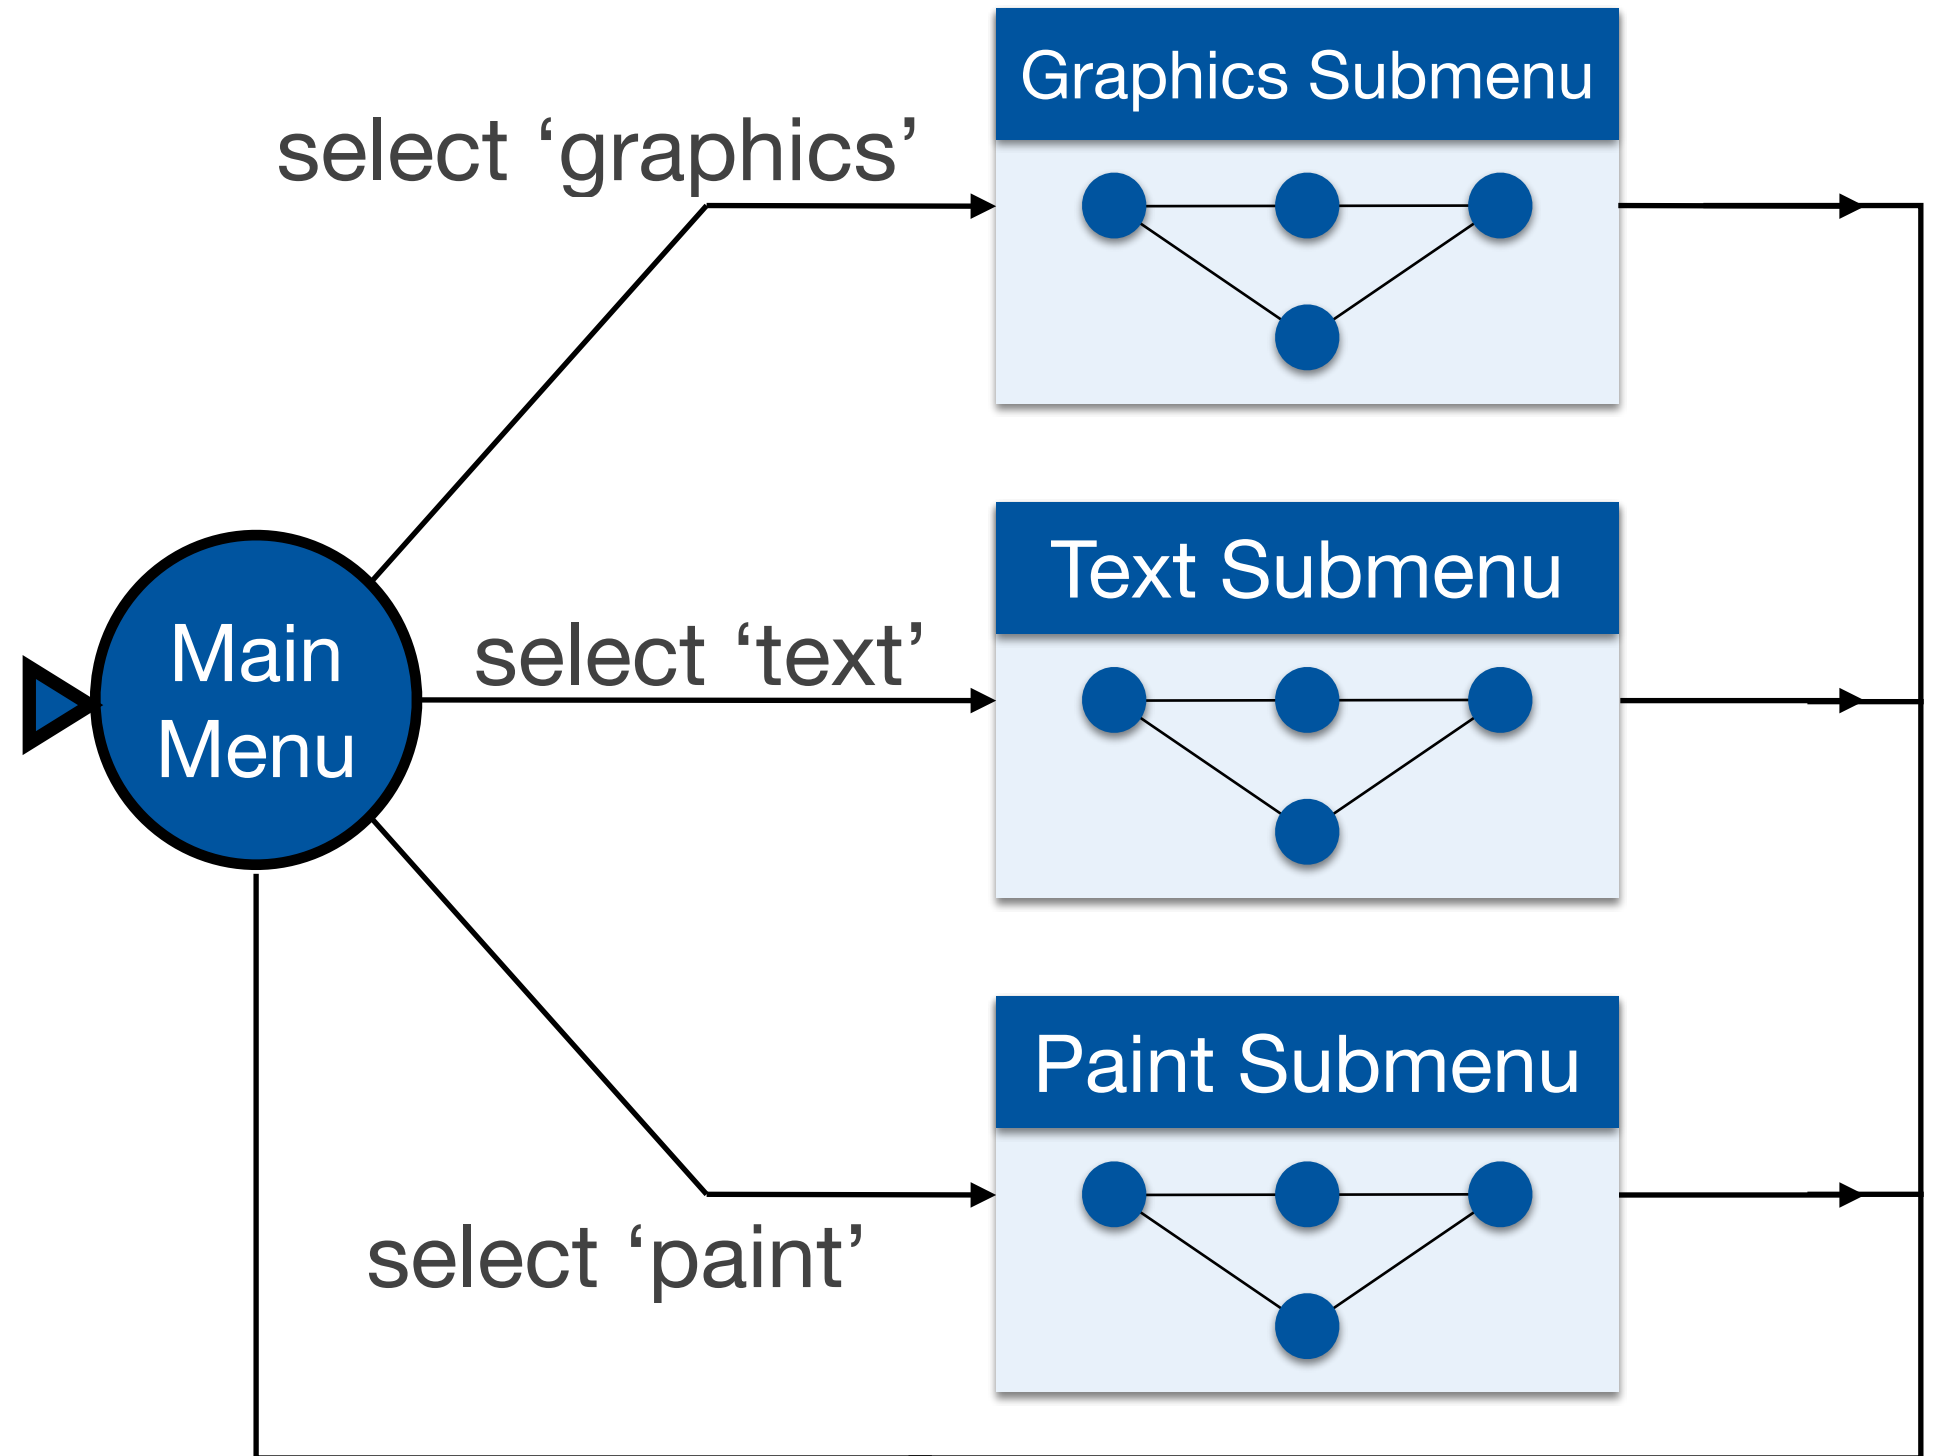 Graphics Submenu
select ‘graphics’
Text Submenu
Main
Menu
select ‘text’
Paint Submenu
select ‘paint’